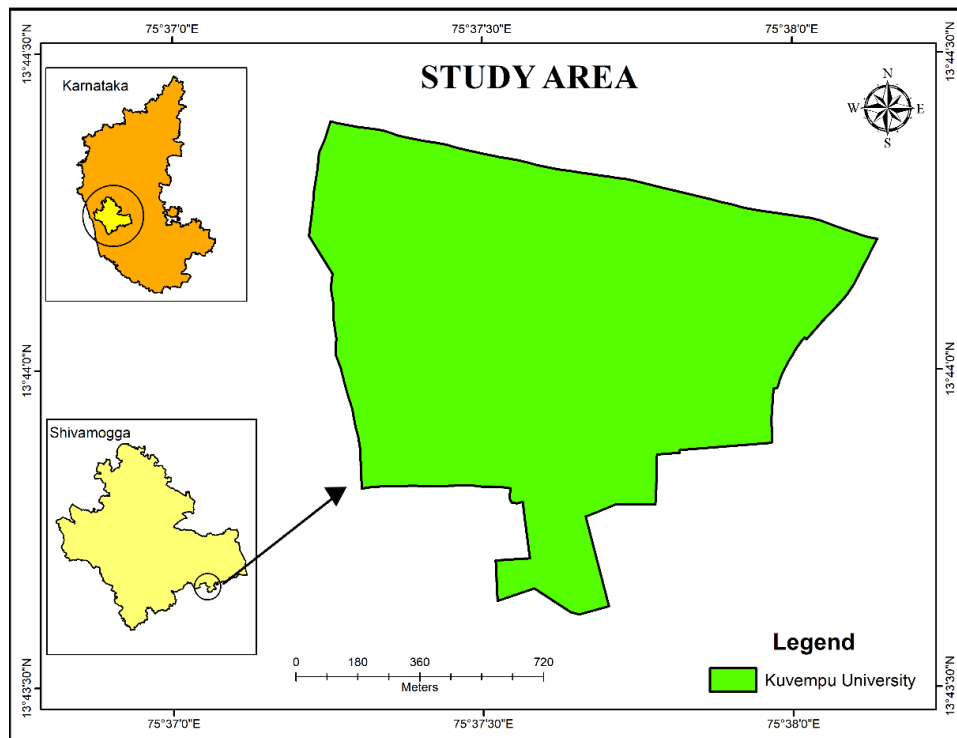 75°37'0"E
75°37'30"E
75°38'0"E
13°44'30"N
13°44'30"N
STUDY AREA
Karnataka
N
W
E
S
13°44'0"N
13°44'0"N
Shivamogga
0
180
360
720
Meters
Legend
Kuvempu University
13°43'30"N
13°43'30"N
75°37'0"E
75°37'30"E
75°38'0"E